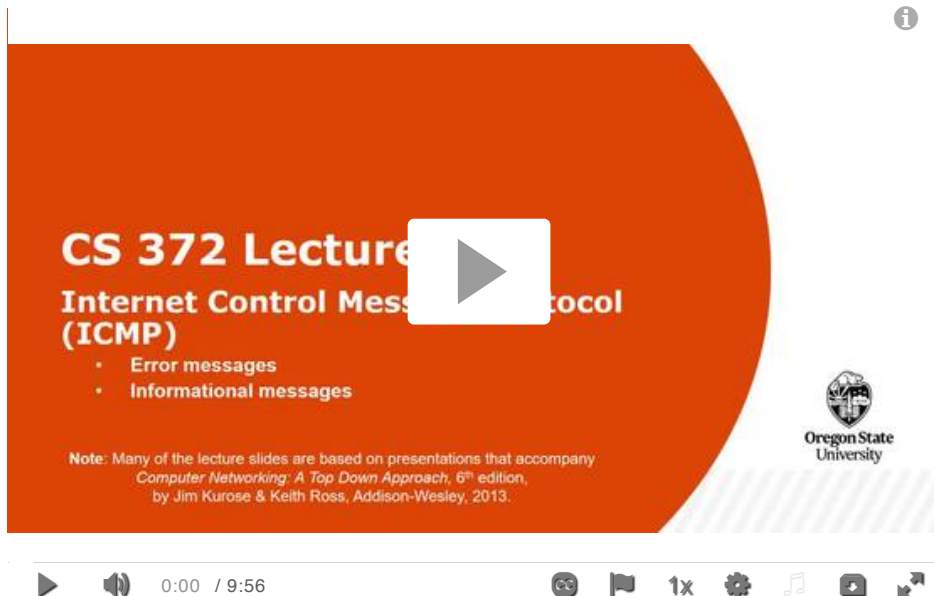 CS 372 Lecture
Internet Control Mes tocol
(ICMP)
• Error messages
• Informational messages
Note: Many of the lecture slides are based on presentations that accompany
Computer Networking: A Top Down Approach, 6th edition,
by Jim Kurose & Keith Ross, Addison-Wesley, 2013.
Oregon State
University
0:00 / 9:56
CC
1x